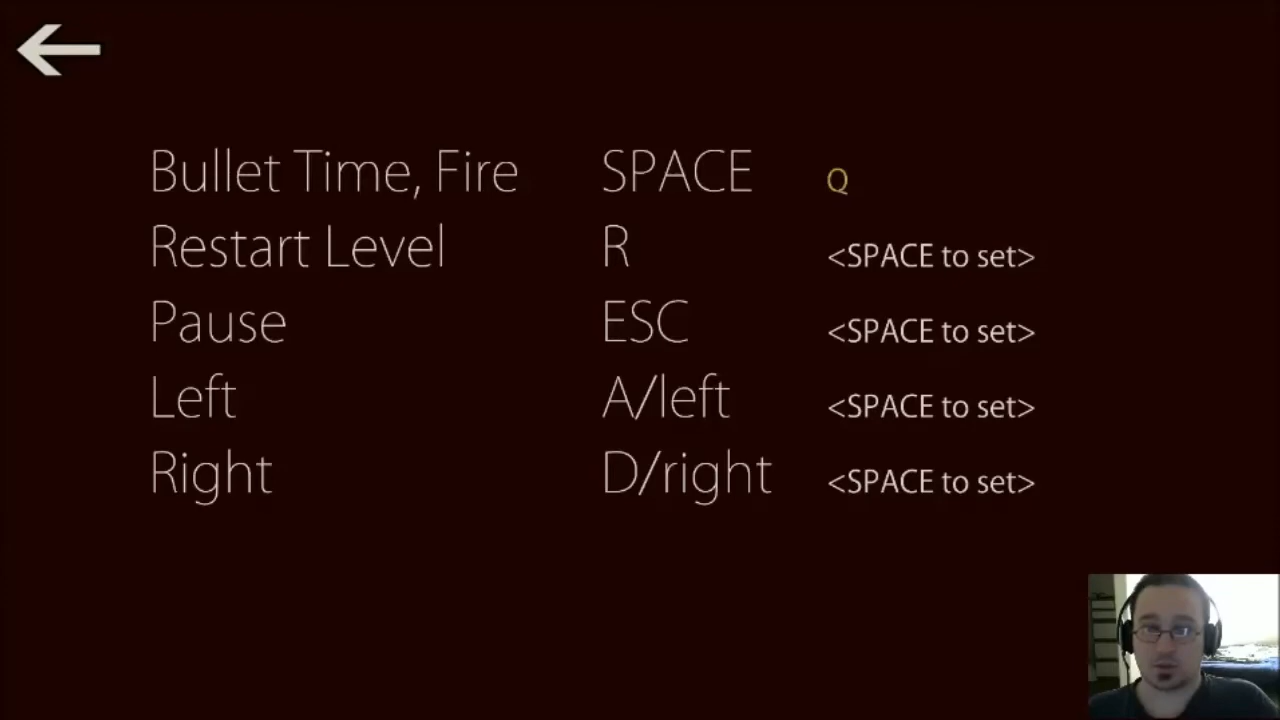 Bullet Time, Fire SPACE Q
Restart Level R <SPACE to set>
Pause ESC <SPACE to set>
Left A/left <SPACE to set>
Right D/right <SPACE to set>